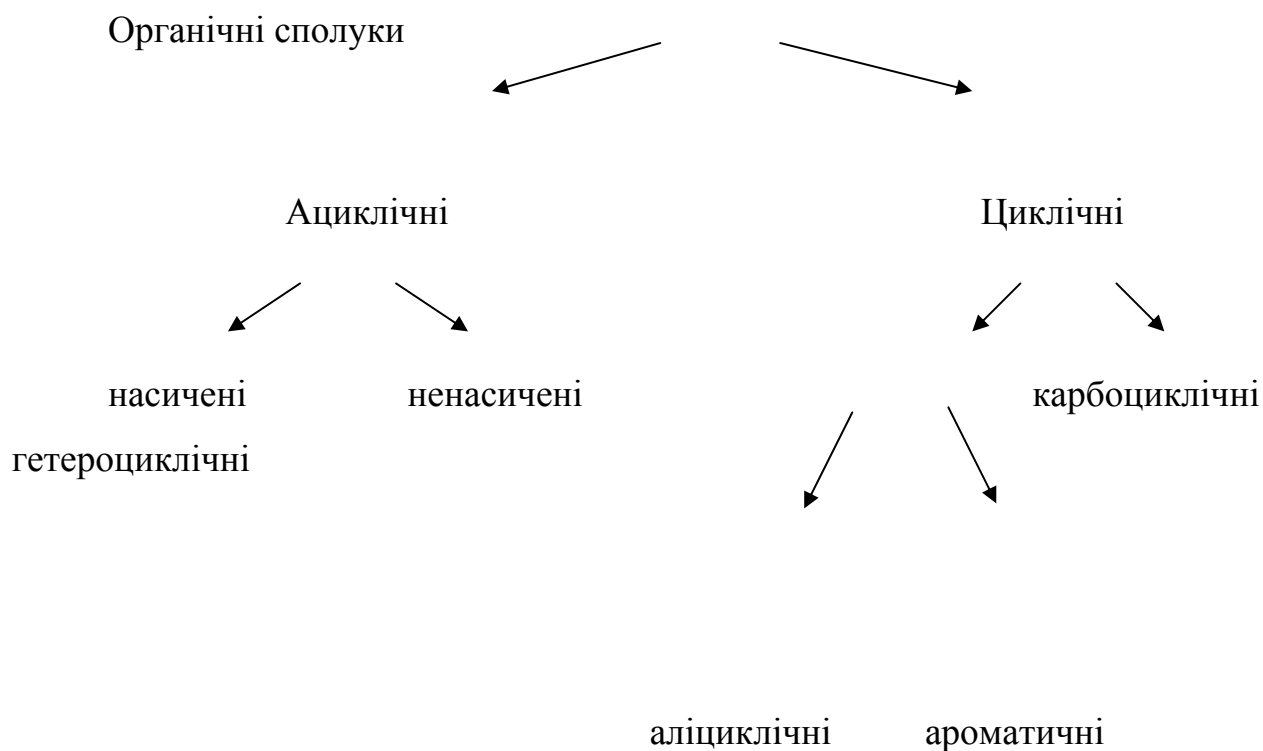 Органічні сполуки
Ациклічні Циклічні
насичені ненасичені карбоциклічні
гетероциклічні
аліциклічні ароматичні